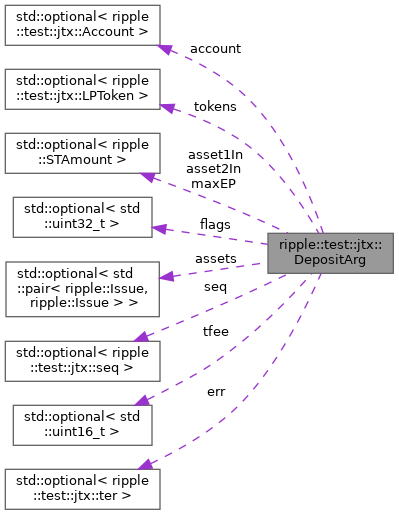 std::optional< ripple
::test::jtx::Account >
account
std::optional< ripple
::test::jtx::LPToken >
tokens
std::optional< ripple
::STAmount >
asset1In
asset2In
maxEP
std::optional< std
::uint32_t >
flags
ripple::test::jtx::
DepositArg
std::optional< std
::pair< ripple::Issue,
ripple::Issue > >
assets
seq
std::optional< ripple
::test::jtx::seq >
tfee
std::optional< std
::uint16_t >
err
std::optional< ripple
::test::jtx::ter >